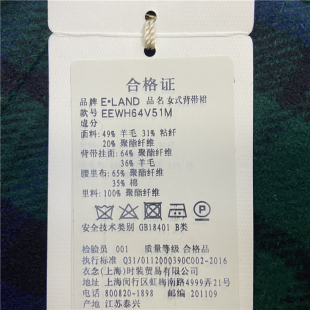 合格证
品牌 E·LAND 品名 女式背带裙
款号 EEWH64V51M
成分
面料: 49% 羊毛 31% 粘纤
20% 聚酯纤维
背带挂面: 64% 聚酯纤维
36% 羊毛
腰里布: 65% 聚酯纤维
35% 棉
里料: 100% 聚酯纤维
安全技术类别 GB18401 B类
检验员 001 质量等级 合格品
执行标准 Q31/0112000390C002-2016
衣念(上海)时装贸易有限公司
地址 上海闵行区莘庄南路4999弄21号
电话 800820-1898 邮编 201109
产地 江苏泰兴